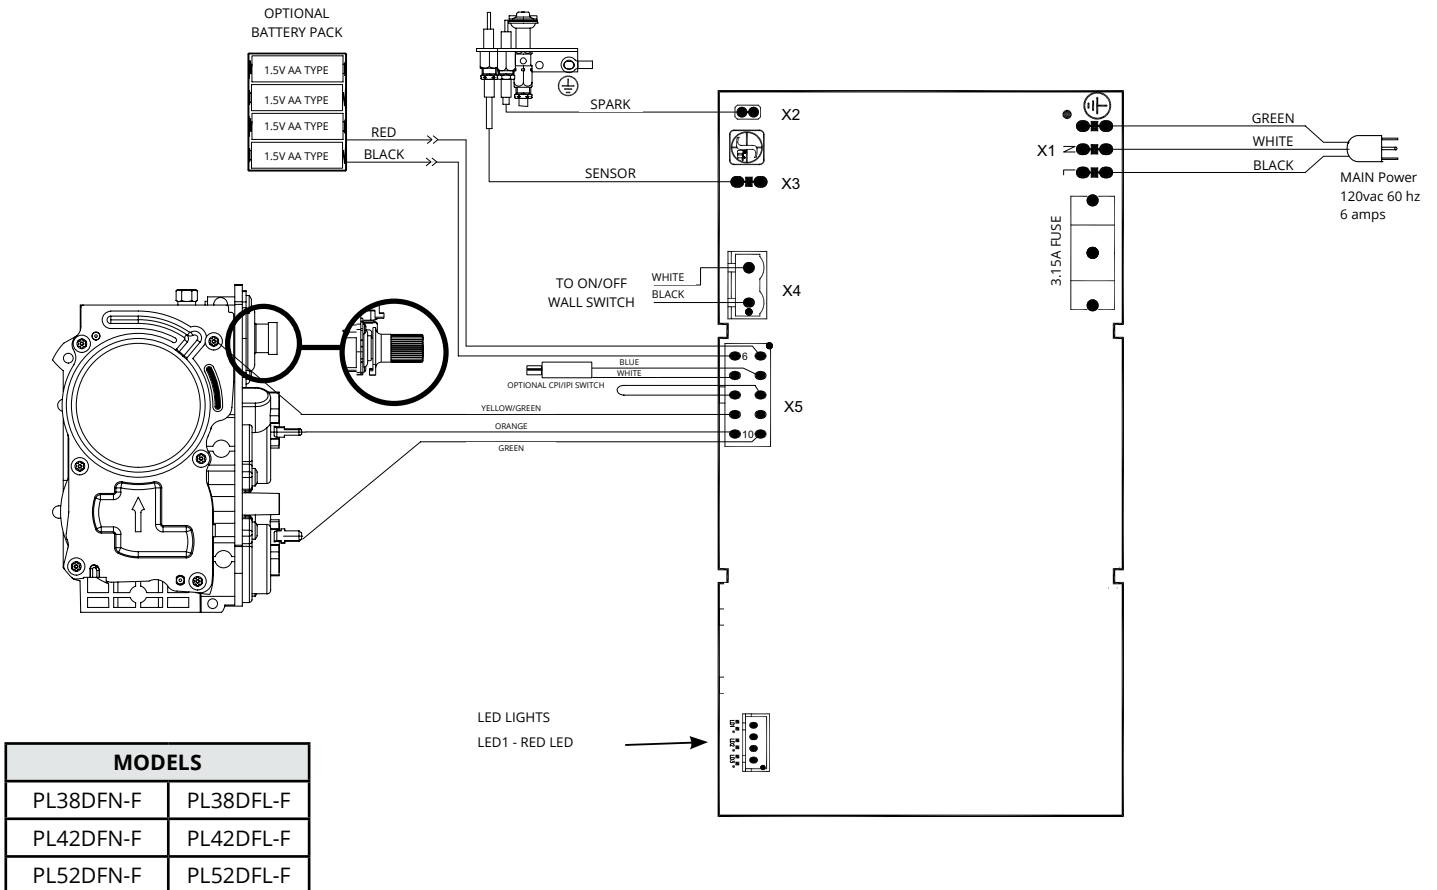 OPTIONAL
BATTERY PACK
1.5V AA TYPE
1.5V AA TYPE
1.5V AA TYPE
1.5V AA TYPE
RED
BLACK
SPARK
SENSOR
X2
X3
X1
N
L
GREEN
WHITE
BLACK
MAIN Power
120vac 60 hz
6 amps
3.15A FUSE
TO ON/OFF
WALL SWITCH
WHITE
BLACK
X4
BLUE
WHITE
OPTIONAL CPI/IPI SWITCH
6
X5
10
YELLOW/GREEN
ORANGE
GREEN
LED LIGHTS
LED1 - RED LED
MODELS
PL38DFN-F PL38DFL-F
PL42DFN-F PL42DFL-F
PL52DFN-F PL52DFL-F